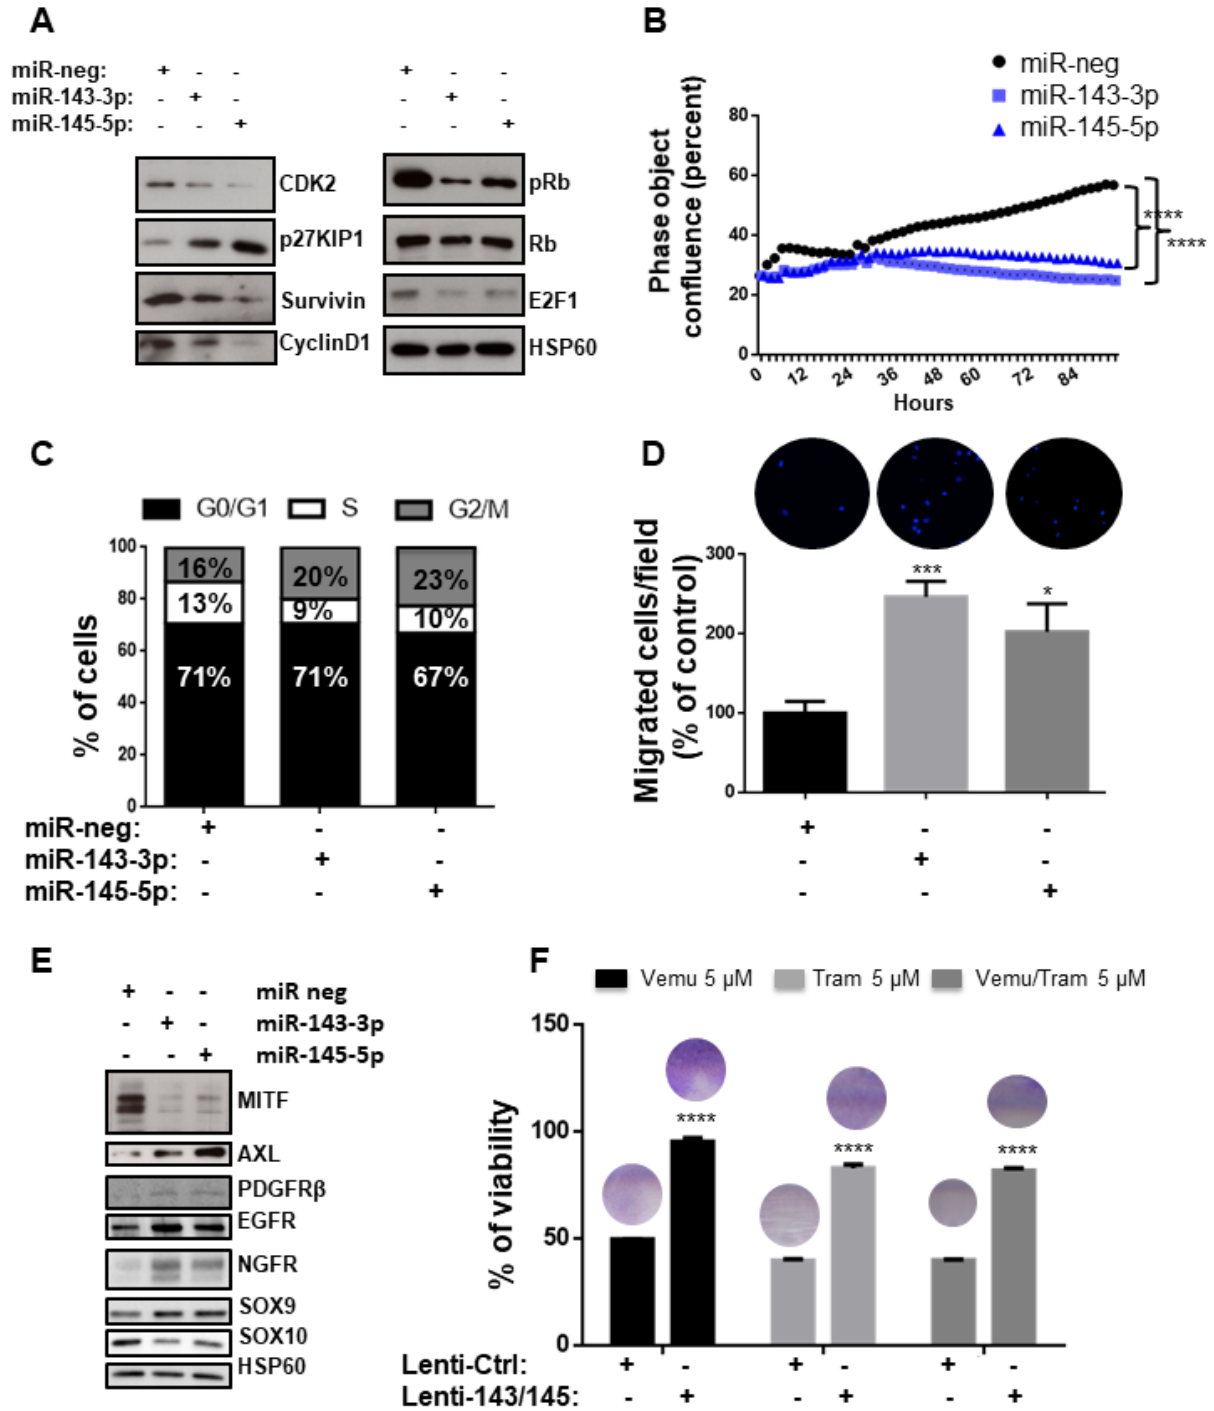 A
miR-neg: + - - + - -
miR-143-3p: - + - - + -
miR-145-5p: - - + - - +
CDK2
p27KIP1
Survivin
CyclinD1
pRb
Rb
E2F1
HSP60
B
miR-neg
miR-143-3p
miR-145-5p
Phase object
confluence (percent)
80
60
40
20
0
****
****
0 12 24 36 48 60 72 84
Hours
C
G0/G1 S G2/M
% of cells
100
80
60
40
20
0
16% 20% 23%
13% 9% 10%
71% 71% 67%
miR-neg: + - -
miR-143-3p: - + -
miR-145-5p: - - +
D
Migrated cells/field
(% of control)
300
200
100
0
*** *
+ - -
- + -
- - +
E
+ - - miR neg
- + - miR-143-3p
- - + miR-145-5p
MITF
AXL
PDGFRβ
EGFR
NGFR
SOX9
SOX10
HSP60
F
Vemu 5 µM Tram 5 µM Vemu/Tram 5 µM
% of viability
150
100
50
0
**** **** ****
Lenti-Ctrl: + - + - + -
Lenti-143/145: - + - + - +